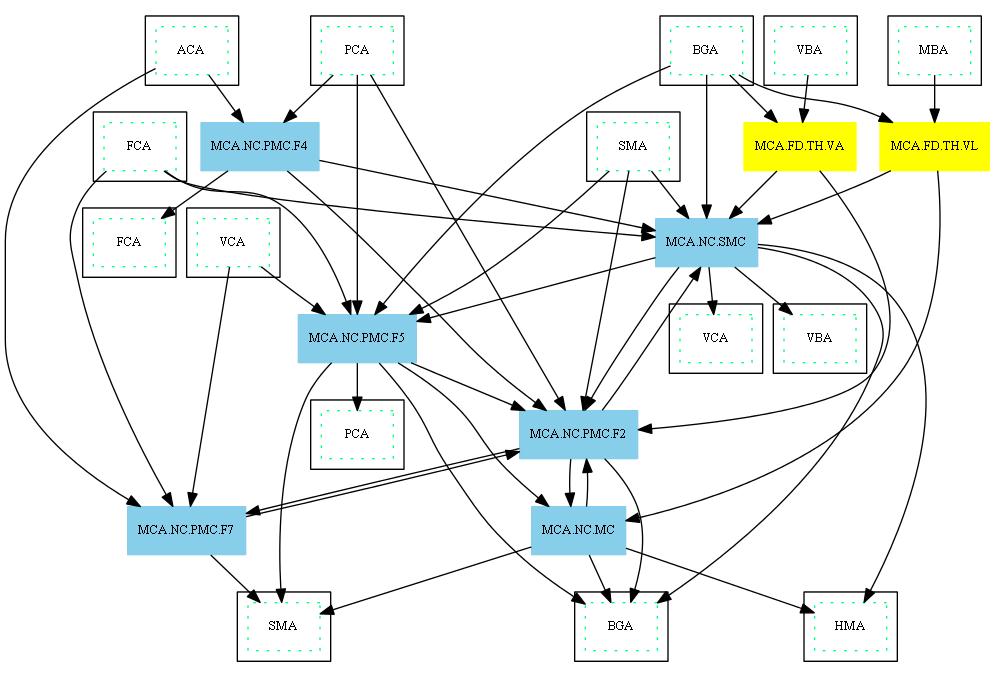 ACA
PCA
BGA
VBA
MBA
FCA
MCA.NC.PMC.F4
SMA
MCA.FD.TH.VA
MCA.FD.TH.VL
FCA
VCA
MCA.NC.SMC
MCA.NC.PMC.F5
VCA
VBA
PCA
MCA.NC.PMC.F2
MCA.NC.PMC.F7
MCA.NC.MC
SMA
BGA
HMA